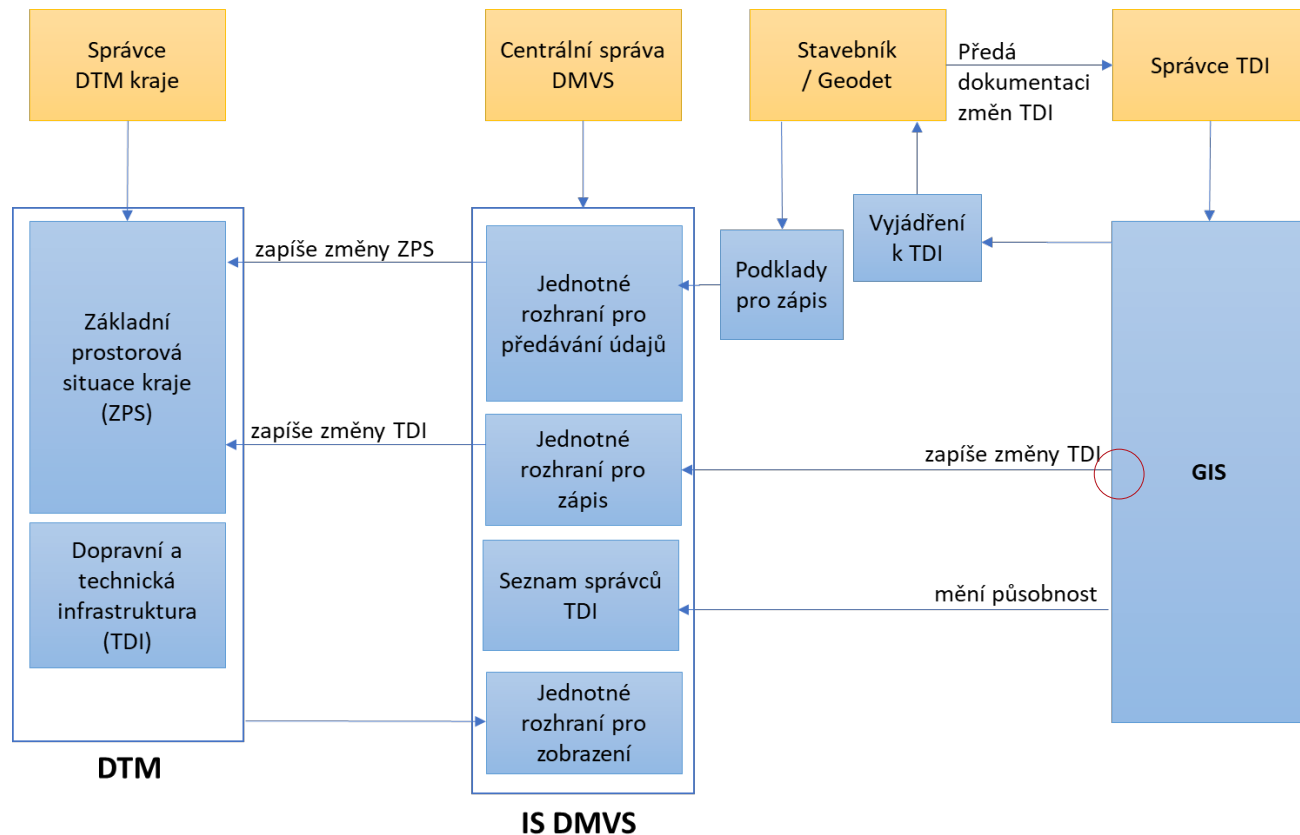 Správce
DTM kraje
Centrální správa
DMVS
Stavebník
/ Geodet
Předá
dokumentaci
změn TDI
Správce TDI
zapíše změny ZPS
Základní
prostorová
situace kraje
(ZPS)
Jednotné
rozhraní pro
předávání údajů
Podklady
pro zápis
Vyjádření
k TDI
zapíše změny TDI
Jednotné
rozhraní pro
zápis
zapíše změny TDI
GIS
Dopravní a
technická
infrastruktura
(TDI)
Seznam správců
TDI
mění působnost
Jednotné
rozhraní pro
zobrazení
DTM
IS DMVS